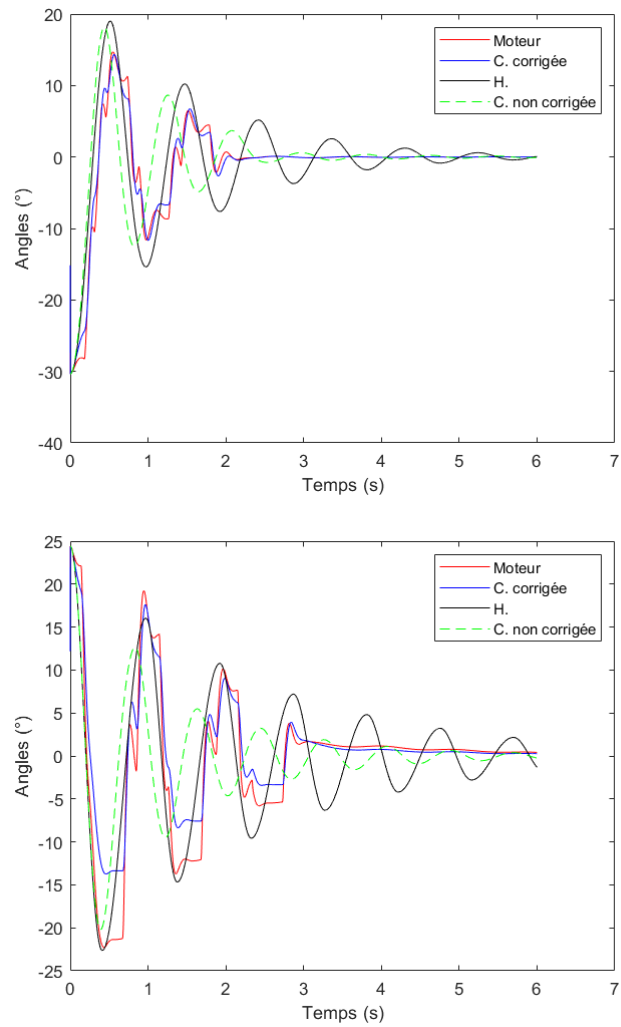 20
10
0
-10
-20
-30
-40
Angles (°)
0 1 2 3 4 5 6 7
Temps (s)
Moteur
C. corrigée
H.
C. non corrigée
25
20
15
10
5
0
-5
-10
-15
-20
-25
Angles (°)
0 1 2 3 4 5 6 7
Temps (s)
Moteur
C. corrigée
H.
C. non corrigée